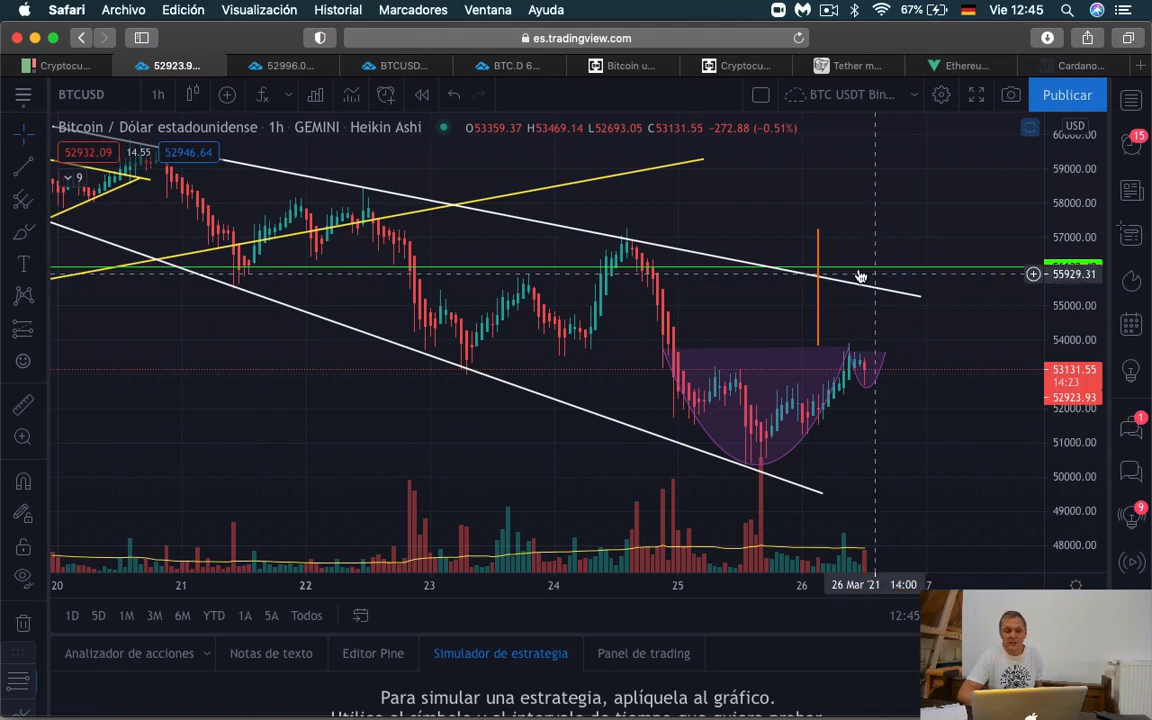 Safari Archivo Edición Visualización Historial Marcadores Ventana Ayuda 67% Vie 12:45
es.tradingview.com
Cryptocu... 52923.9... 52996.0... BTCUSD... BTC.D 6... Bitcoin u... Cryptocu... Tether m... Ethereu... Cardano...
BTCUSD 1h BTC USDT Bin... Publicar
Bitcoin / Dólar estadounidense · 1h · GEMINI · Heikin Ashi O53359.37 H53469.14 L52693.05 C53131.55 -272.88 (-0.51%) USD
60000.00
15
52932.09 14.55 52946.64
59000.00
9
58000.00
57000.00
55929.31
55000.00
54000.00
53131.55
14:23
52923.93
52000.00
1
51000.00
50000.00
49000.00
9
48000.00
20 21 22 23 24 25 26 26 Mar '21 14:00 7
1D 5D 1M 3M 6M YTD 1A 5A Todos 12:45
Analizador de acciones Notas de texto Editor Pine Simulador de estrategia Panel de trading
Para simular una estrategia, aplíquela al gráfico.